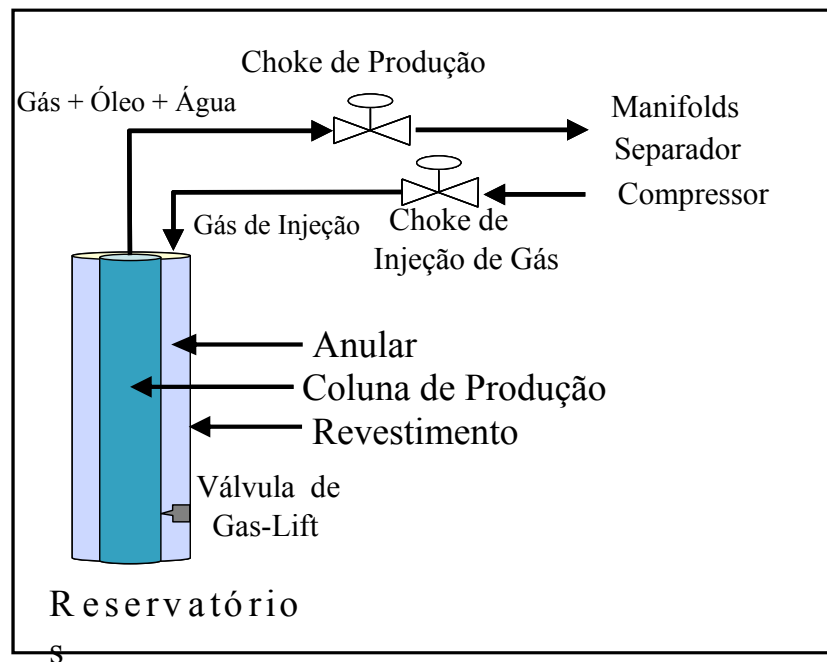 Choke de Produção
Gás + Óleo + Água
Manifolds
Separador
Compressor
Gás de Injeção
Choke de
Injeção de Gás
Anular
Coluna de Produção
Revestimento
Válvula de
Gas-Lift
Reservatório
s